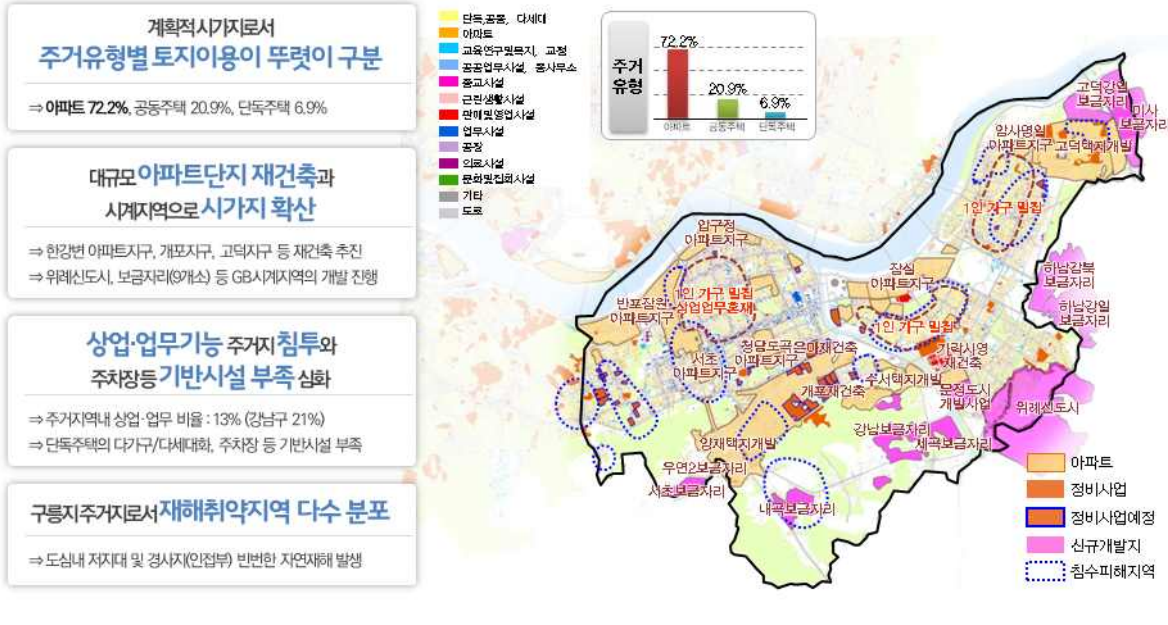 계획적 시가지로서
주거유형별 토지이용이 뚜렷이 구분
⇒ 아파트 72.2%, 공동주택 20.9%, 단독주택 6.9%
대규모 아파트단지 재건축과
시계지역으로 시가지 확산
⇒ 한강변 아파트지구, 개포지구, 고덕지구 등 재건축 추진
⇒ 위례신도시, 보금자리(9개소) 등 GB시계지역의 개발 진행
상업·업무기능 주거지 침투와
주차장 등 기반시설 부족 심화
⇒ 주거지역내 상업·업무 비율 : 13% (강남구 21%)
⇒ 단독주택의 다가구/다세대화, 주차장 등 기반시설 부족
구릉지 주거지로서 재해취약지역 다수 분포
⇒ 도심내 저지대 및 경사지(인접부) 빈번한 자연재해 발생
단독,공동, 다세대
아파트
교육연구및복지, 교정
공공업무시설, 동사무소
종교시설
근린생활시설
판매및영업시설
업무시설
공장
의료시설
문화및집회시설
기타
도로
주거
유형
72.2%
20.9%
6.9%
아파트
공동주택
단독주택
고덕강일
보금자리
미사
보금자리
암사명일
아파트지구
고덕택지개발
1인 가구 밀집
압구정
아파트지구
잠실
아파트지구
하남감북
보금자리
하남강일
보금자리
1인 가구 밀집
상업업무혼재
반포잠원
아파트지구
1인 가구 밀집
청담도곡
아파트지구
재건축
가락시영
재건축
서초
아파트지구
수서택지개발
개포재건축
문정도시
개발사업
위례신도시
강남보금자리
세곡보금자리
양재택지개발
우면2보금자리
서초보금자리
내곡보금자리
아파트
정비사업
정비사업예정
신규개발지
침수피해지역